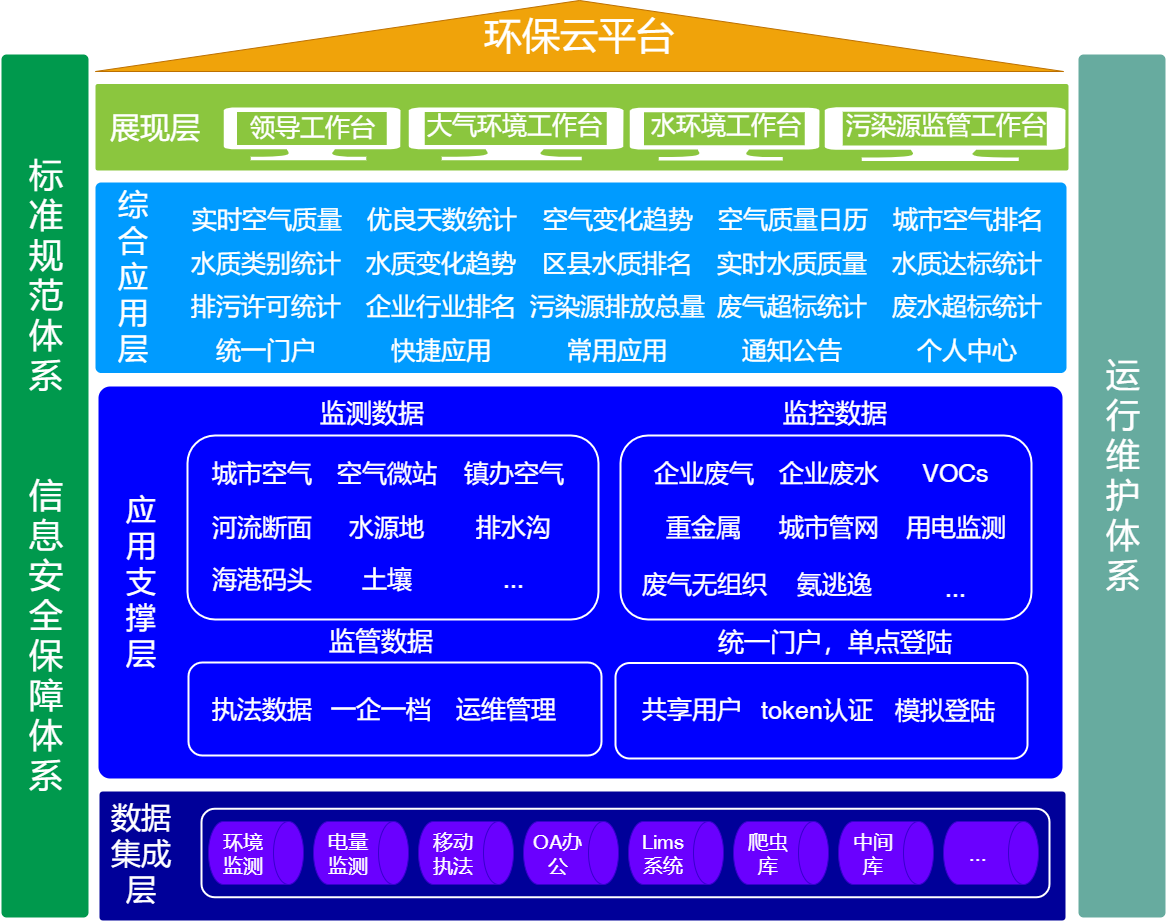 环保云平台
标准规范体系
信息安全保障体系
展现层
领导工作台
大气环境工作台
水环境工作台
污染源监管工作台
综合应用层
实时空气质量 优良天数统计 空气变化趋势 空气质量日历 城市空气排名
水质类别统计 水质变化趋势 区县水质排名 实时水质质量 水质达标统计
排污许可统计 企业行业排名 污染源排放总量 废气超标统计 废水超标统计
统一门户 快捷应用 常用应用 通知公告 个人中心
应用支撑层
监测数据
城市空气 空气微站 镇办空气
河流断面 水源地 排水沟
海港码头 土壤 ...
监控数据
企业废气 企业废水 VOCs
重金属 城市管网 用电监测
废气无组织 氨逃逸 ...
监管数据
执法数据 一企一档 运维管理
统一门户，单点登陆
共享用户 token认证 模拟登陆
数据
集成
层
环境
监测
电量
监测
移动
执法
OA办
公
Lims
系统
爬虫
库
中间
库
...
运行维护体系